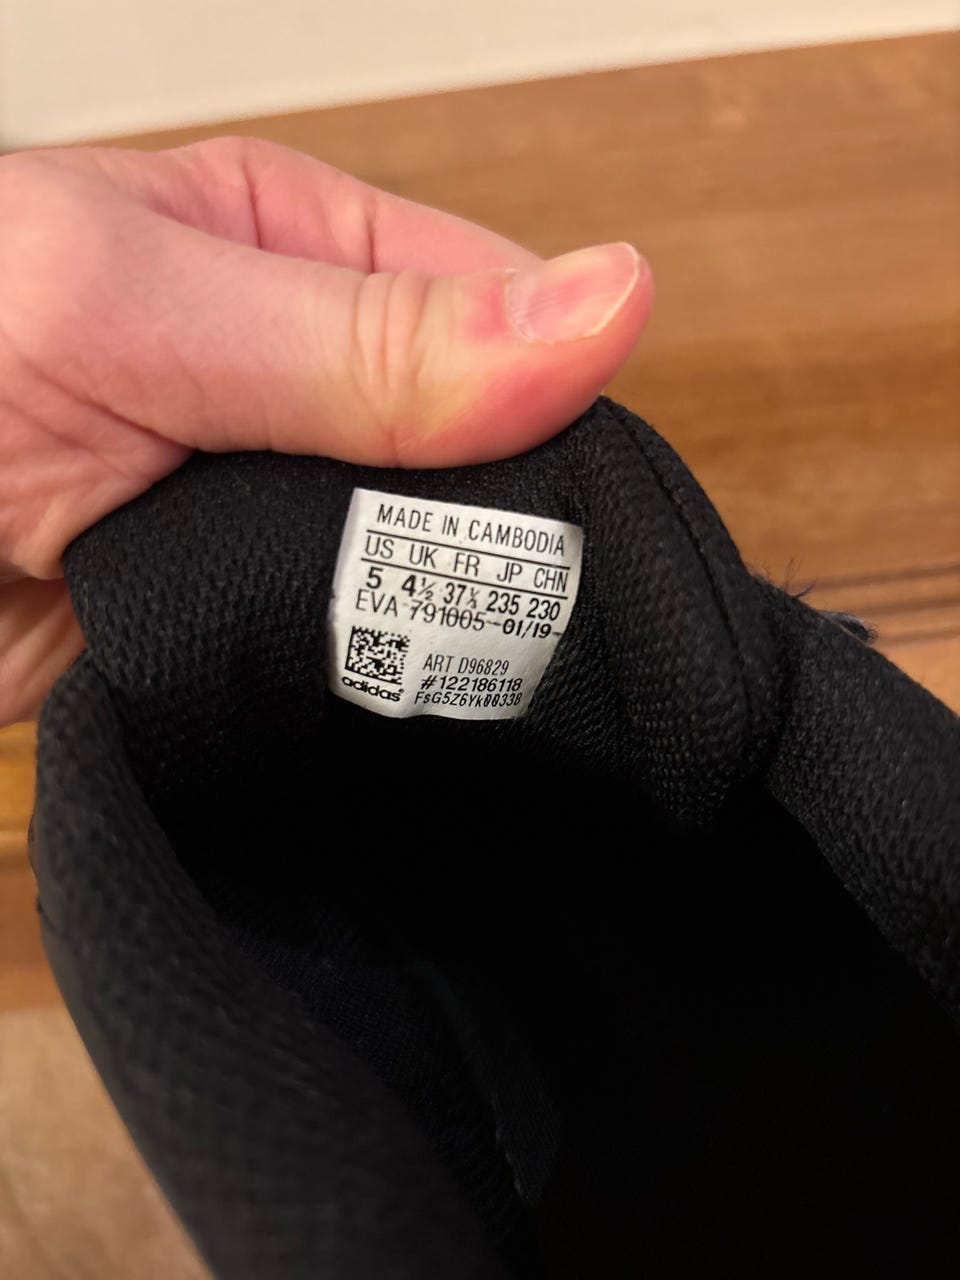 MADE IN CAMBODIA
US UK FR JP CHN
5 4½ 37⅓ 235 230
EVA 791005 01/19
ART D96829
#122186118
adidas® FsG5Z6Yk00338